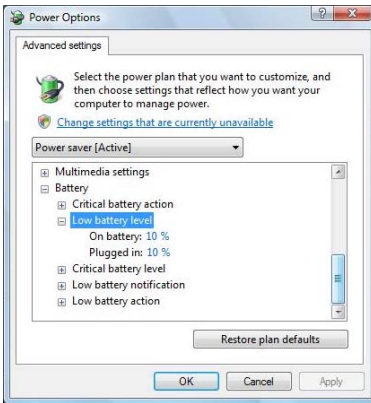 Power Options
Advanced settings
Select the power plan that you want to customize, and
then choose settings that reflect how you want your
computer to manage power.
Change settings that are currently unavailable
Power saver [Active]
Multimedia settings
Battery
Critical battery action
Low battery level
On battery: 10 %
Plugged in: 10 %
Critical battery level
Low battery notification
Low battery action
Restore plan defaults
OK Cancel Apply